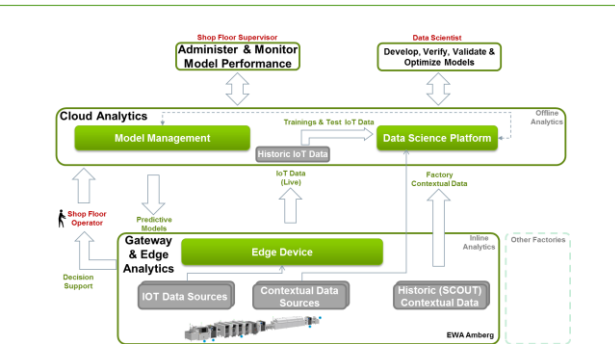 Shop Floor Supervisor
Administer & Monitor
Model Performance
Data Scientist
Develop, Verify, Validate &
Optimize Models
Cloud Analytics
Offline
Analytics
Trainings & Test IoT Data
Model Management
Data Science Platform
Historic IoT Data
IoT Data
(Live)
Factory
Contextual Data
Shop Floor
Operator
Predictive
Models
Gateway
& Edge
Analytics
Inline
Analytics
Other Factories
Edge Device
Decision
Support
IOT Data Sources
Contextual Data
Sources
Historic (SCOUT)
Contextual Data
EWA Amberg